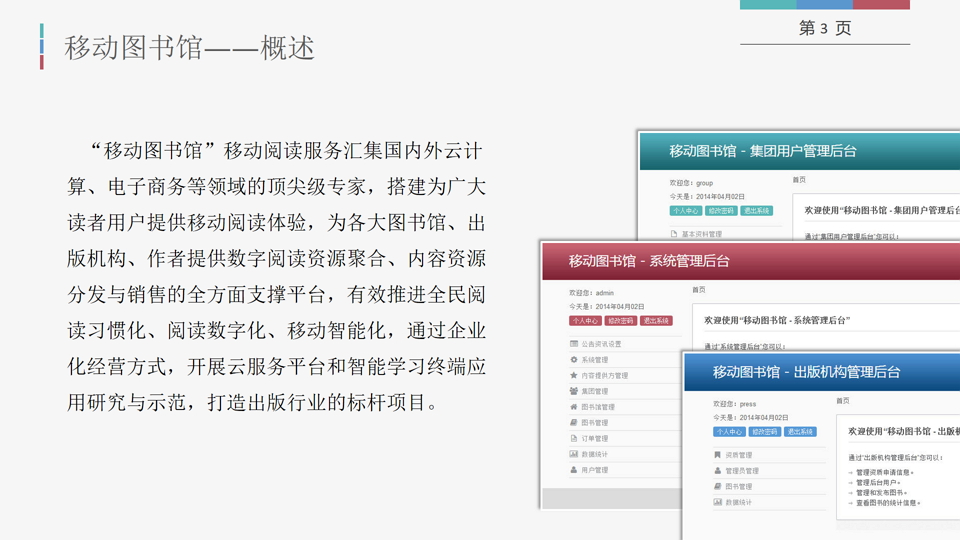 第 3 页
移动图书馆——概述
“移动图书馆”移动阅读服务汇集国内外云计
算、电子商务等领域的顶尖级专家，搭建为广大
读者用户提供移动阅读体验，为各大图书馆、出
版机构、作者提供数字阅读资源聚合、内容资源
分发与销售的全方面支撑平台，有效推进全民阅
读习惯化、阅读数字化、移动智能化，通过企业
化经营方式，开展云服务平台和智能学习终端应
用研究与示范，打造出版行业的标杆项目。
移动图书馆 - 集团用户管理后台
欢迎您：group
今天是：2014年04月02日
个人中心 修改密码 退出系统
基本资料管理
首页
欢迎使用“移动图书馆 - 集团用户管理后台
通过“集团用户管理后台”您可以：
移动图书馆 - 系统管理后台
欢迎您：admin
今天是：2014年04月02日
个人中心 修改密码 退出系统
公告资讯设置
系统管理
内容提供方管理
集团管理
图书馆管理
图书管理
订单管理
数据统计
用户管理
首页
欢迎使用“移动图书馆 - 系统管理后台”
通过“系统管理后台”您可以：
移动图书馆 - 出版机构管理后台
欢迎您：press
今天是：2014年04月02日
个人中心 修改密码 退出系统
资质管理
管理员管理
图书管理
数据统计
首页
欢迎使用“移动图书馆 - 出版机
通过“出版机构管理后台”您可以：
→ 管理资质申请信息。
→ 管理后台用户。
→ 管理和发布图书。
→ 查看图书的统计信息。